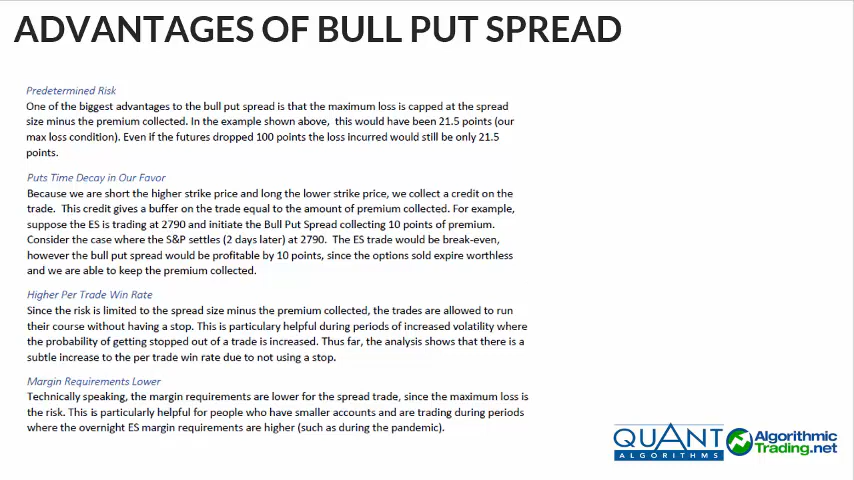 ADVANTAGES OF BULL PUT SPREAD
Predetermined Risk
One of the biggest advantages to the bull put spread is that the maximum loss is capped at the spread
size minus the premium collected. In the example shown above, this would have been 21.5 points (our
max loss condition). Even if the futures dropped 100 points the loss incurred would still be only 21.5
points.
Puts Time Decay in Our Favor
Because we are short the higher strike price and long the lower strike price, we collect a credit on the
trade. This credit gives a buffer on the trade equal to the amount of premium collected. For example,
suppose the ES is trading at 2790 and initiate the Bull Put Spread collecting 10 points of premium.
Consider the case where the S&P settles (2 days later) at 2790. The ES trade would be break-even,
however the bull put spread would be profitable by 10 points, since the options sold expire worthless
and we are able to keep the premium collected.
Higher Per Trade Win Rate
Since the risk is limited to the spread size minus the premium collected, the trades are allowed to run
their course without having a stop. This is particulary helpful during periods of increased volatility where
the probability of getting stopped out of a trade is increased. Thus far, the analysis shows that there is a
subtle increase to the per trade win rate due to not using a stop.
Margin Requirements Lower
Technically speaking, the margin requirements are lower for the spread trade, since the maximum loss is
the risk. This is particularly helpful for people who have smaller accounts and are trading during periods
where the overnight ES margin requirements are higher (such as during the pandemic).
QUANT
ALGORITHMS
Algorithmic
Trading.net